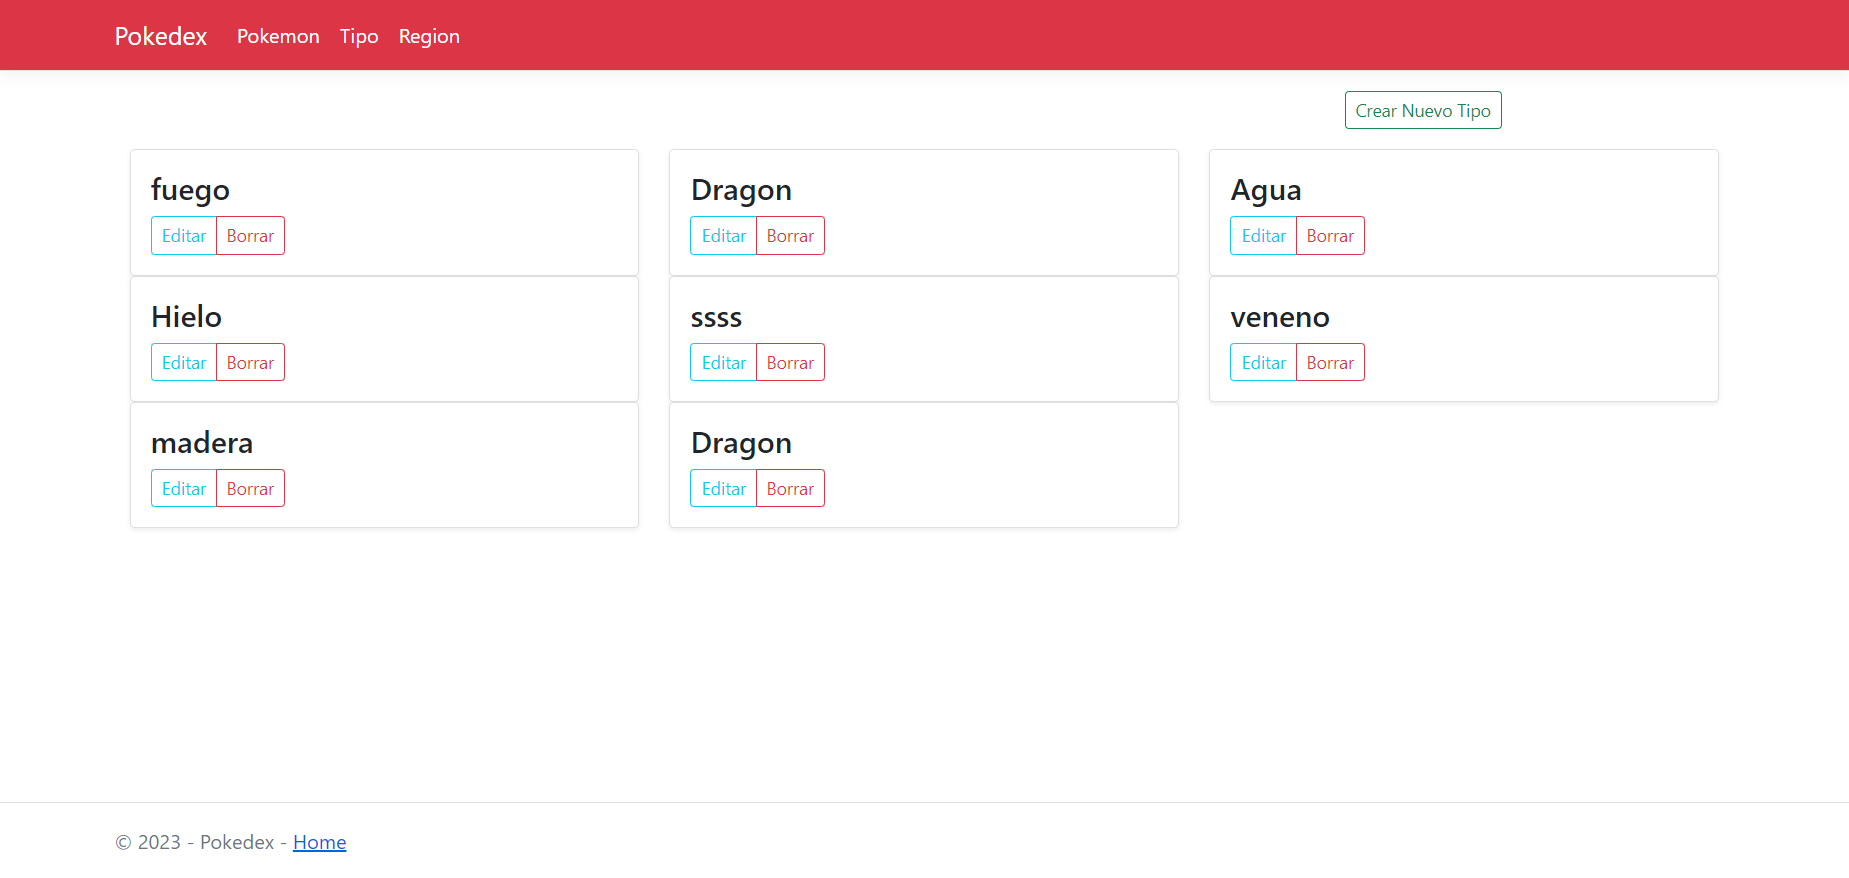 Pokedex Pokemon Tipo Region
Crear Nuevo Tipo
fuego
Editar Borrar
Dragon
Editar Borrar
Agua
Editar Borrar
Hielo
Editar Borrar
ssss
Editar Borrar
veneno
Editar Borrar
madera
Editar Borrar
Dragon
Editar Borrar
© 2023 - Pokedex - Home